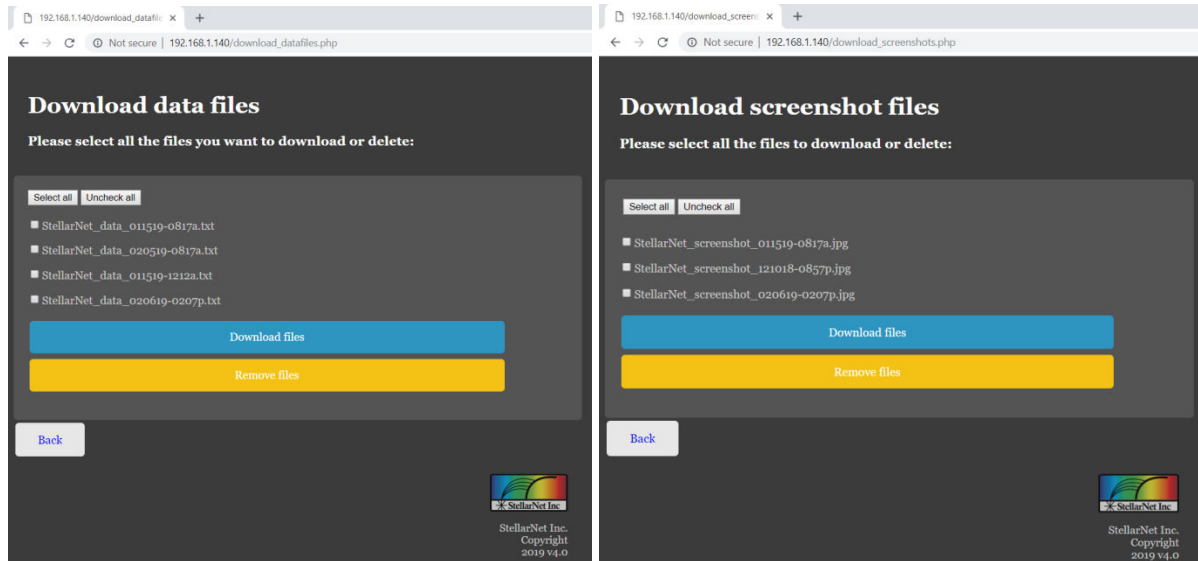 192.168.1.140/download_datafile
Not secure | 192.168.1.140/download_datafiles.php
Download data files
Please select all the files you want to download or delete:
Select all Uncheck all
StellarNet_data_011519-0817a.txt
StellarNet_data_020519-0817a.txt
StellarNet_data_011519-1212a.txt
StellarNet_data_020619-0207p.txt
Download files
Remove files
Back
StellarNet Inc
StellarNet Inc.
Copyright
2019 v4.0
192.168.1.140/download_screens
Not secure | 192.168.1.140/download_screenshots.php
Download screenshot files
Please select all the files to download or delete:
Select all Uncheck all
StellarNet_screenshot_011519-0817a.jpg
StellarNet_screenshot_121018-0857p.jpg
StellarNet_screenshot_020619-0207p.jpg
Download files
Remove files
Back
StellarNet Inc
StellarNet Inc.
Copyright
2019 v4.0